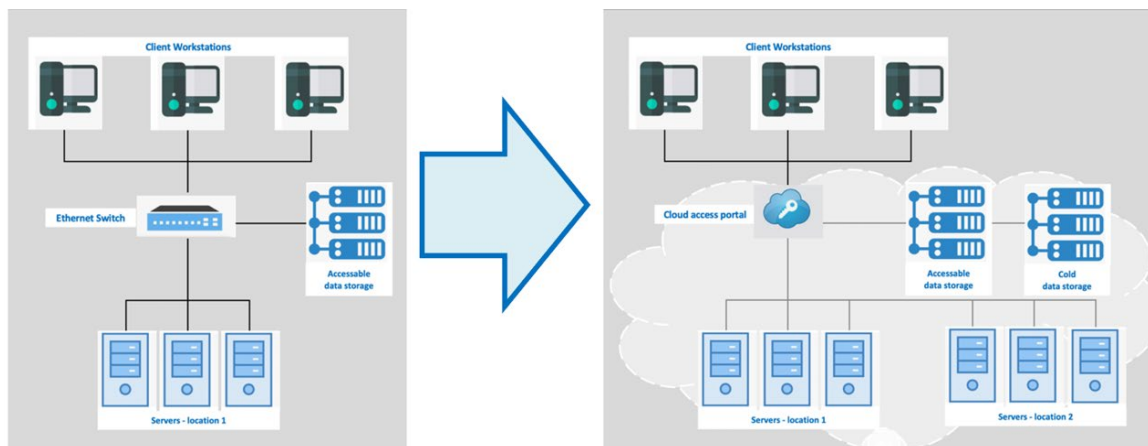 Client Workstations
Ethernet Switch
Accessable
data storage
Servers - location 1
Client Workstations
Cloud access portal
Accessable
data storage
Cold
data storage
Servers - location 1
Servers - location 2